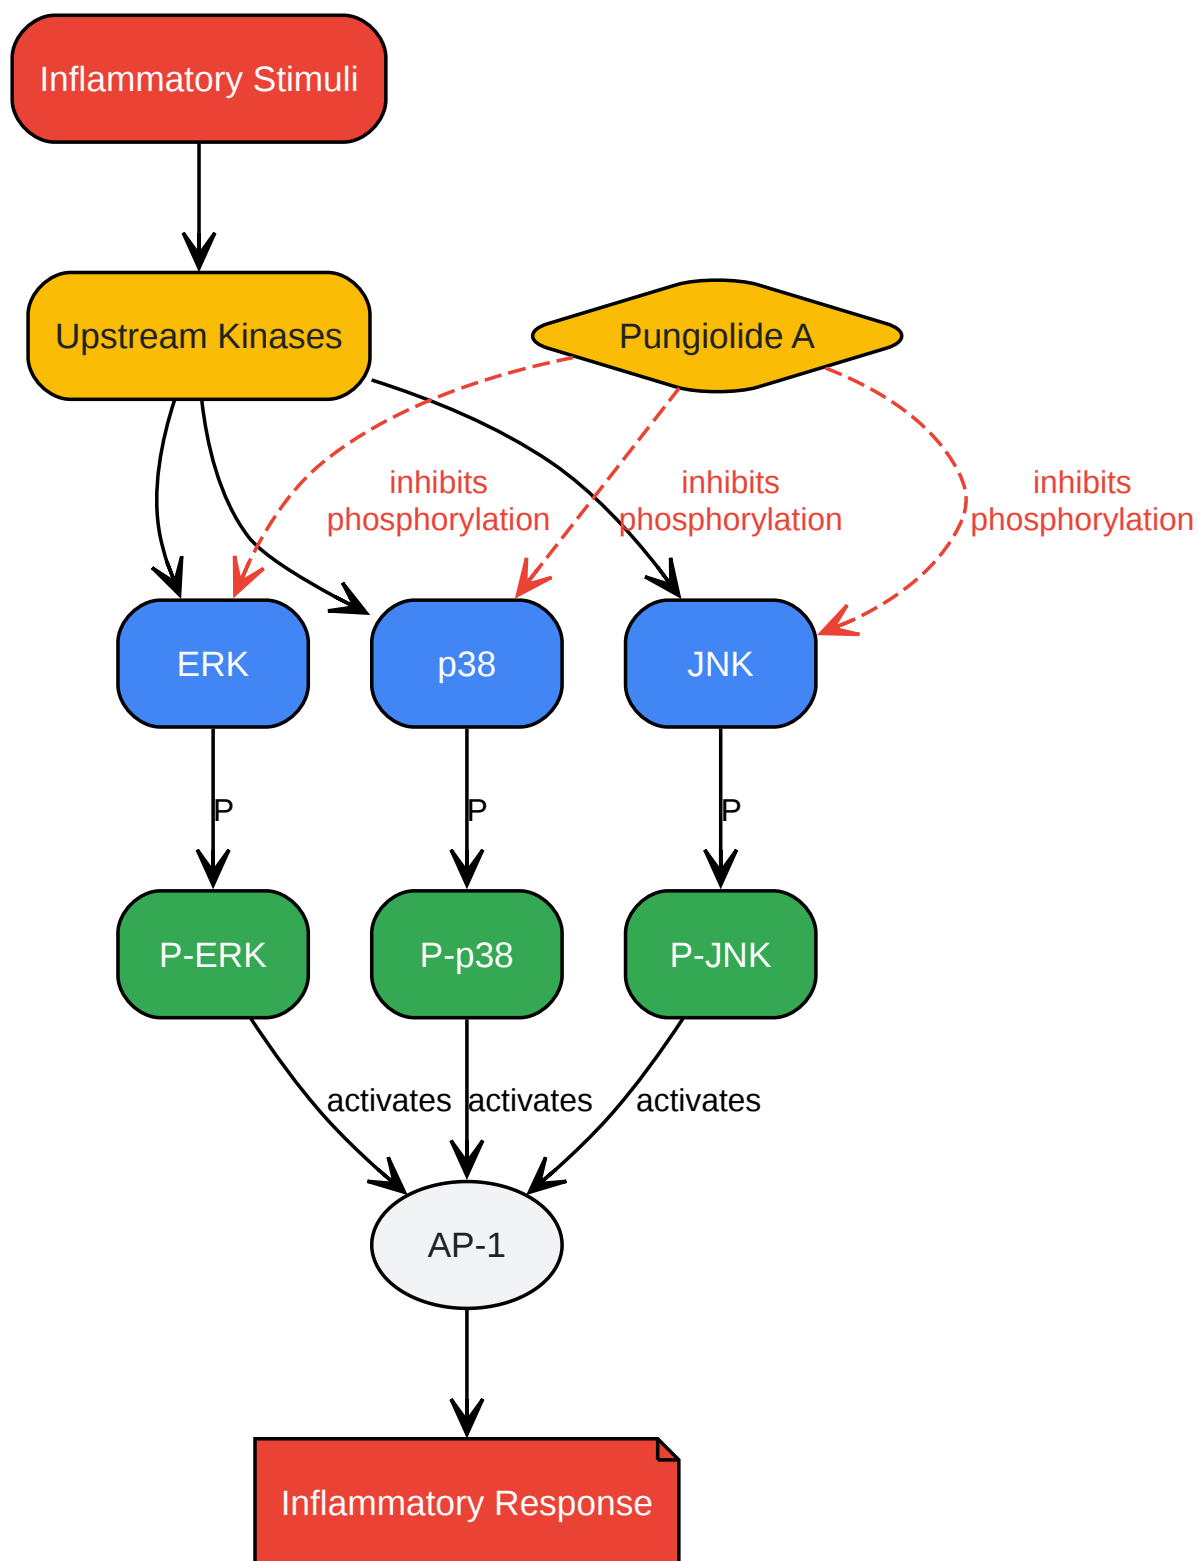 Inflammatory Stimuli
Upstream Kinases
Pungiolide A
inhibits
phosphorylation
inhibits
phosphorylation
inhibits
phosphorylation
ERK
p38
JNK
P
P
P
P-ERK
P-p38
P-JNK
activates
activates
activates
AP-1
Inflammatory Response